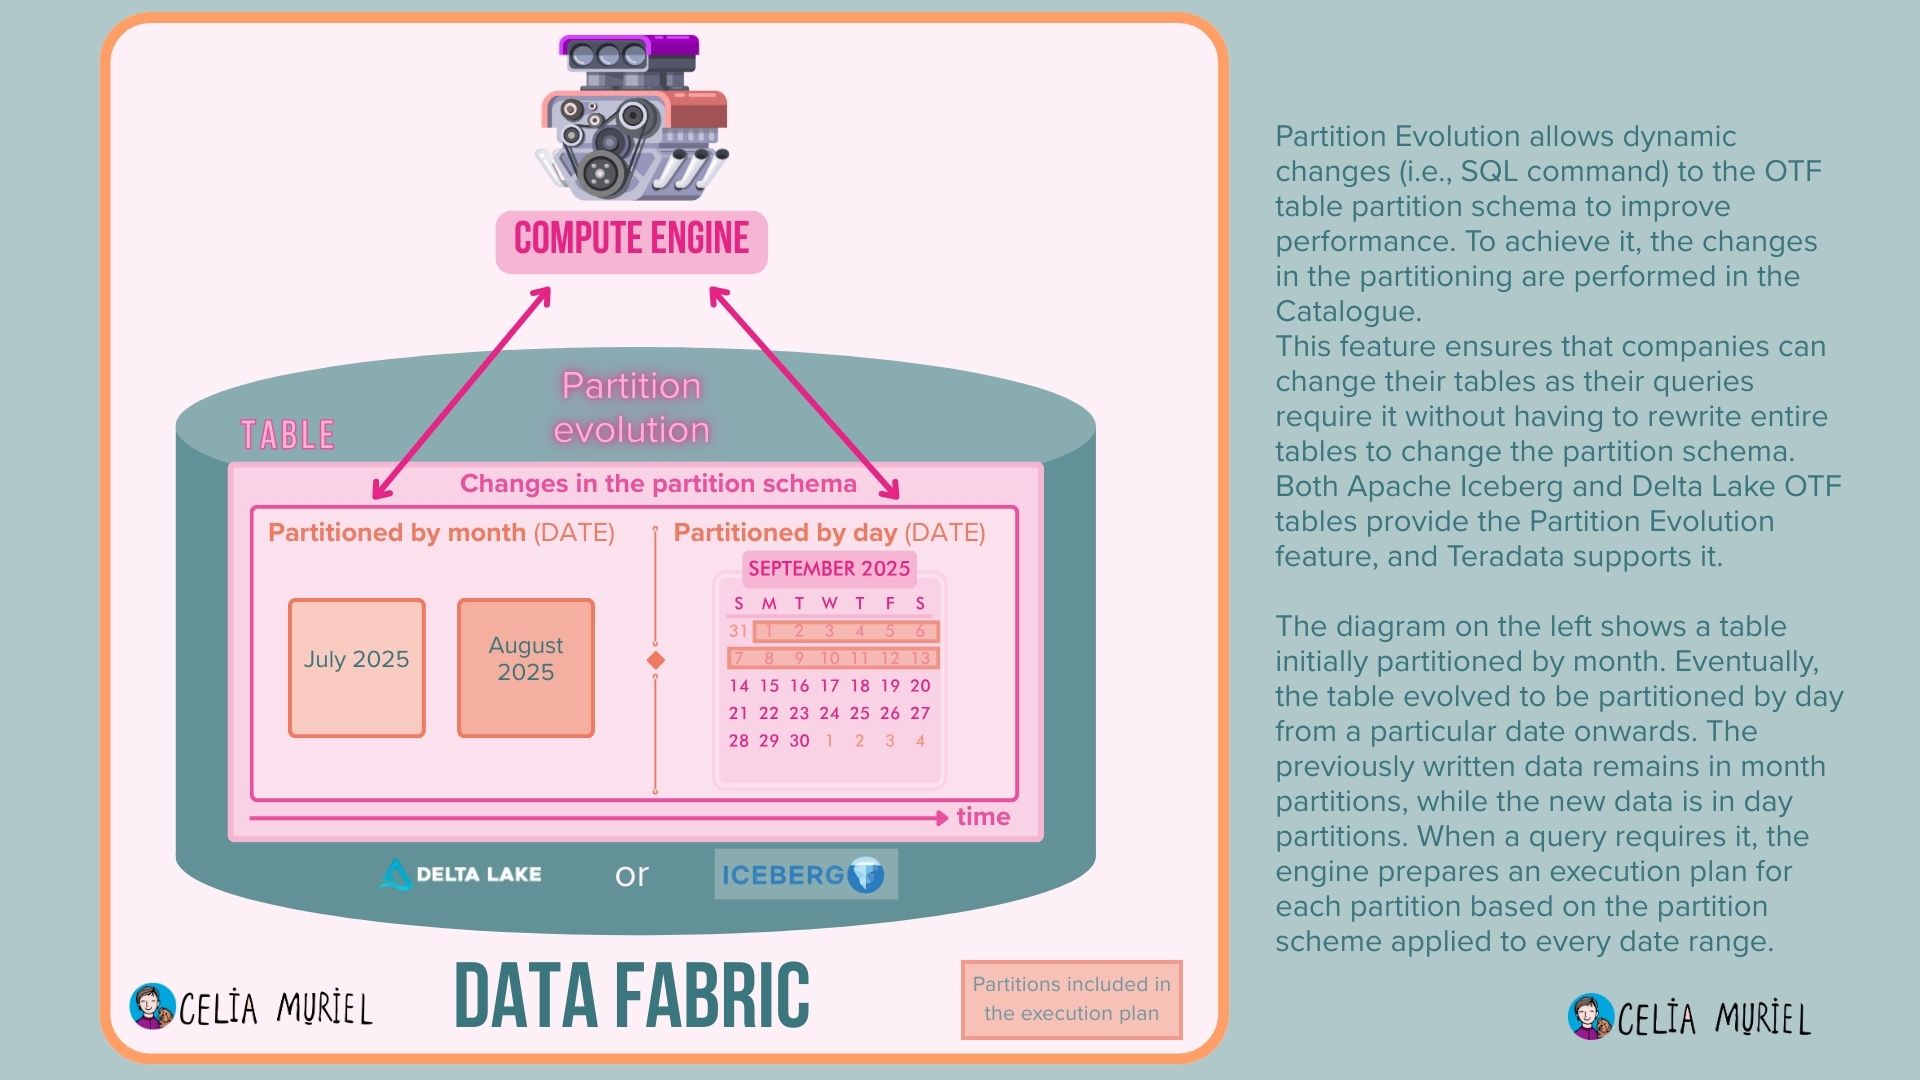 COMPUTE ENGINE
Partition
evolution
TABLE
Changes in the partition schema
Partitioned by month (DATE)
July 2025
August
2025
Partitioned by day (DATE)
SEPTEMBER 2025
S M T W T F S
31 1 2 3 4 5 6
7 8 9 10 11 12 13
14 15 16 17 18 19 20
21 22 23 24 25 26 27
28 29 30 1 2 3 4
time
DELTA LAKE
or
ICEBERG
DATA FABRIC
CELIA MURIEL
Partitions included in
the execution plan
Partition Evolution allows dynamic
changes (i.e., SQL command) to the OTF
table partition schema to improve
performance. To achieve it, the changes
in the partitioning are performed in the
Catalogue.
This feature ensures that companies can
change their tables as their queries
require it without having to rewrite entire
tables to change the partition schema.
Both Apache Iceberg and Delta Lake OTF
tables provide the Partition Evolution
feature, and Teradata supports it.
The diagram on the left shows a table
initially partitioned by month. Eventually,
the table evolved to be partitioned by day
from a particular date onwards. The
previously written data remains in month
partitions, while the new data is in day
partitions. When a query requires it, the
engine prepares an execution plan for
each partition based on the partition
scheme applied to every date range.
CELIA MURIEL